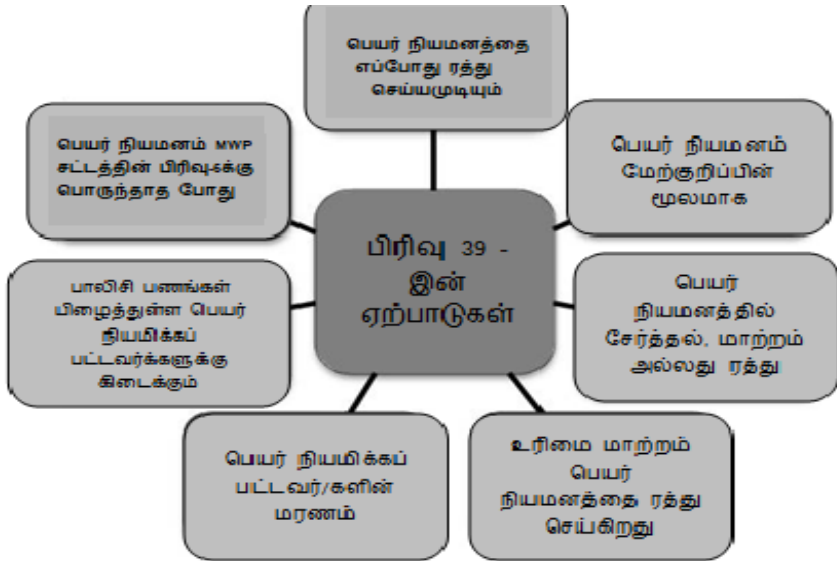 பெயர் நியமனத்தை
எப்போது ரத்து
செய்யமுடியும்
பெயர் நியமனம் MWP
சட்டத்தின் பிரிவு-6க்கு
பொருந்தாத போது
பெயர் நியமனம்
மேற்குறிப்பின்
மூலமாக
பிரிவு 39 -
இன்
ஏற்பாடுகள்
பாலிசி பணங்கள்
யிழைத்துள்ள பெயர்
நியமிக்கப்
பட்டவர்க்களுக்கு
கிடைக்கும்
பெயர்
நியமனத்தில்
சேர்த்தல், மாற்றம்
அல்லது ரத்து
பெயர் நியமிக்கப்
பட்டவர்/களின்
மரணம்
உரிமை மாற்றம்
பெயர்
நியமனத்தை ரத்து
செய்கிறது